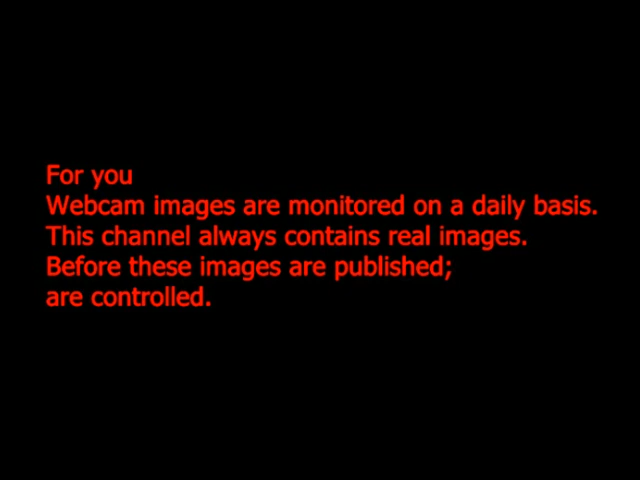 For you
Webcam images are monitored on a daily basis.
This channel always contains real images.
Before these images are published;
are controlled.